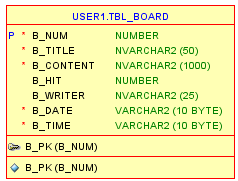 USER1.TBL_BOARD
P * B_NUM NUMBER
* B_TITLE NVARCHAR2 (50)
* B_CONTENT NVARCHAR2 (1000)
B_HIT NUMBER
B_WRITER NVARCHAR2 (25)
* B_DATE VARCHAR2 (10 BYTE)
* B_TIME VARCHAR2 (10 BYTE)
B_PK (B_NUM)
B_PK (B_NUM)